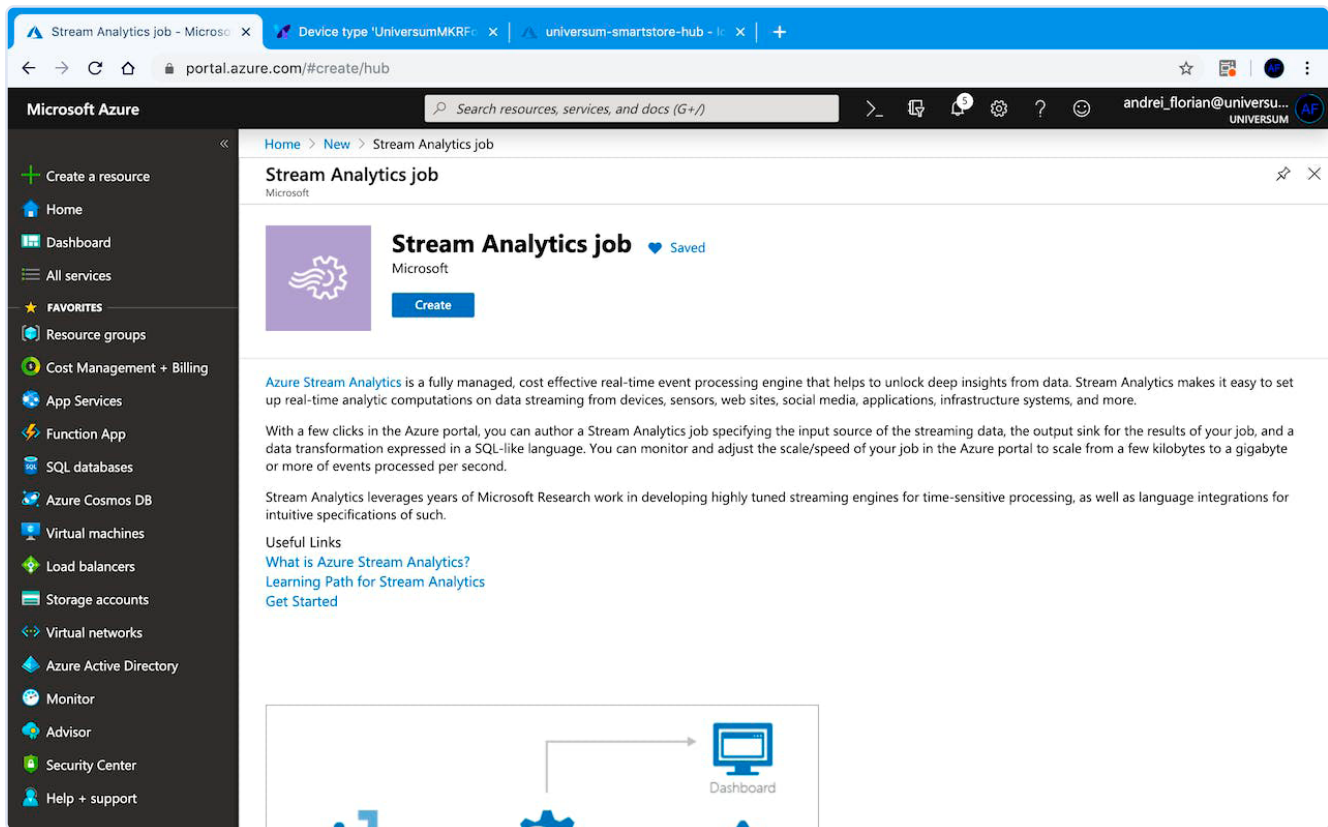 Stream Analytics job - Microso
Device type 'UniversumMKRFo
universum-smartstore-hub - Io
portal.azure.com/#create/hub
AF
Microsoft Azure
Search resources, services, and docs (G+/)
5
andrei_florian@universu...
UNIVERSUM
AF
Home > New > Stream Analytics job
Stream Analytics job
Microsoft
Create a resource
Home
Dashboard
All services
FAVORITES
Resource groups
Cost Management + Billing
App Services
Function App
SQL databases
Azure Cosmos DB
Virtual machines
Load balancers
Storage accounts
Virtual networks
Azure Active Directory
Monitor
Advisor
Security Center
Help + support
Stream Analytics job
Saved
Microsoft
Create
Azure Stream Analytics is a fully managed, cost effective real-time event processing engine that helps to unlock deep insights from data. Stream Analytics makes it easy to set
up real-time analytic computations on data streaming from devices, sensors, web sites, social media, applications, infrastructure systems, and more.
With a few clicks in the Azure portal, you can author a Stream Analytics job specifying the input source of the streaming data, the output sink for the results of your job, and a
data transformation expressed in a SQL-like language. You can monitor and adjust the scale/speed of your job in the Azure portal to scale from a few kilobytes to a gigabyte
or more of events processed per second.
Stream Analytics leverages years of Microsoft Research work in developing highly tuned streaming engines for time-sensitive processing, as well as language integrations for
intuitive specifications of such.
Useful Links
What is Azure Stream Analytics?
Learning Path for Stream Analytics
Get Started
Dashboard